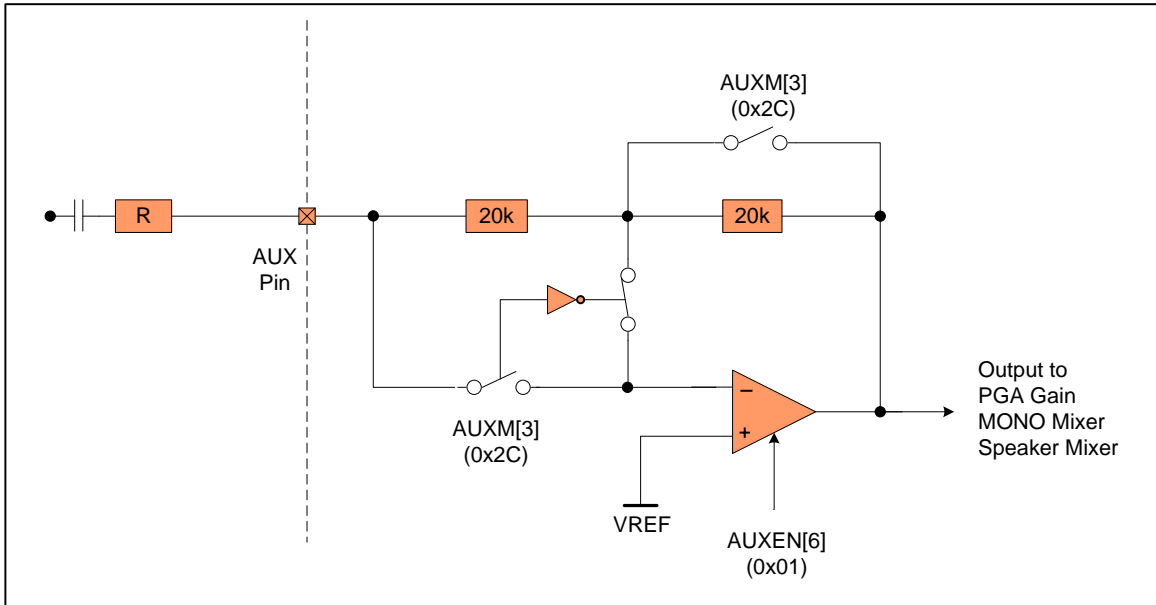 AUXM[3]
(0x2C)
R
20k
20k
AUX
Pin
AUXM[3]
(0x2C)
−
+
VREF
AUXEN[6]
(0x01)
Output to
PGA Gain
MONO Mixer
Speaker Mixer